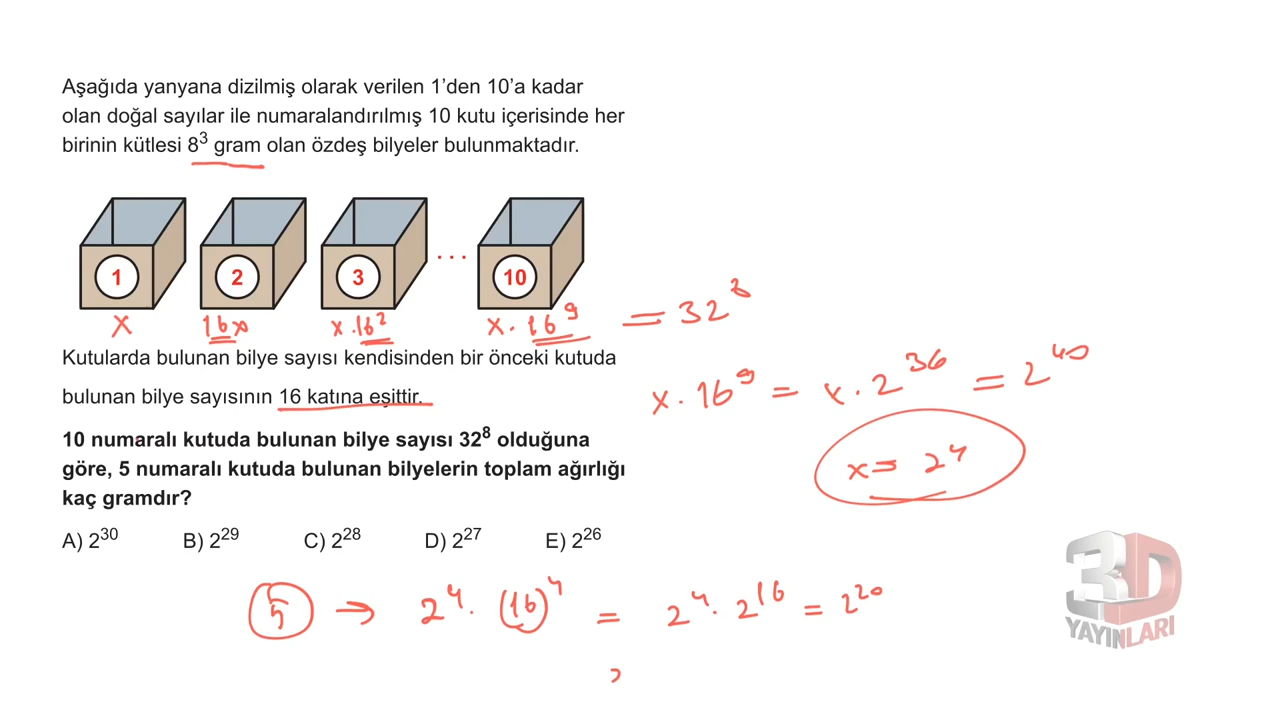 Aşağıda yanyana dizilmiş olarak verilen 1’den 10’a kadar
olan doğal sayılar ile numaralandırılmış 10 kutu içerisinde her
birinin kütlesi 8³ gram olan özdeş bilyeler bulunmaktadır.
1 2 3 ... 10
x 16x x.16² x.16⁹ = 32⁸
Kutularda bulunan bilye sayısı kendisinden bir önceki kutuda
bulunan bilye sayısının 16 katına eşittir.
x.16⁹ = x.2³⁶ = 2⁴⁰
x = 2⁴
10 numaralı kutuda bulunan bilye sayısı 32⁸ olduğuna
göre, 5 numaralı kutuda bulunan bilyelerin toplam ağırlığı
kaç gramdır?
A) 2³⁰ B) 2²⁹ C) 2²⁸ D) 2²⁷ E) 2²⁶
5 → 2⁴.(16)⁴ = 2⁴.2¹⁶ = 2²⁰
3D
YAYINLARI